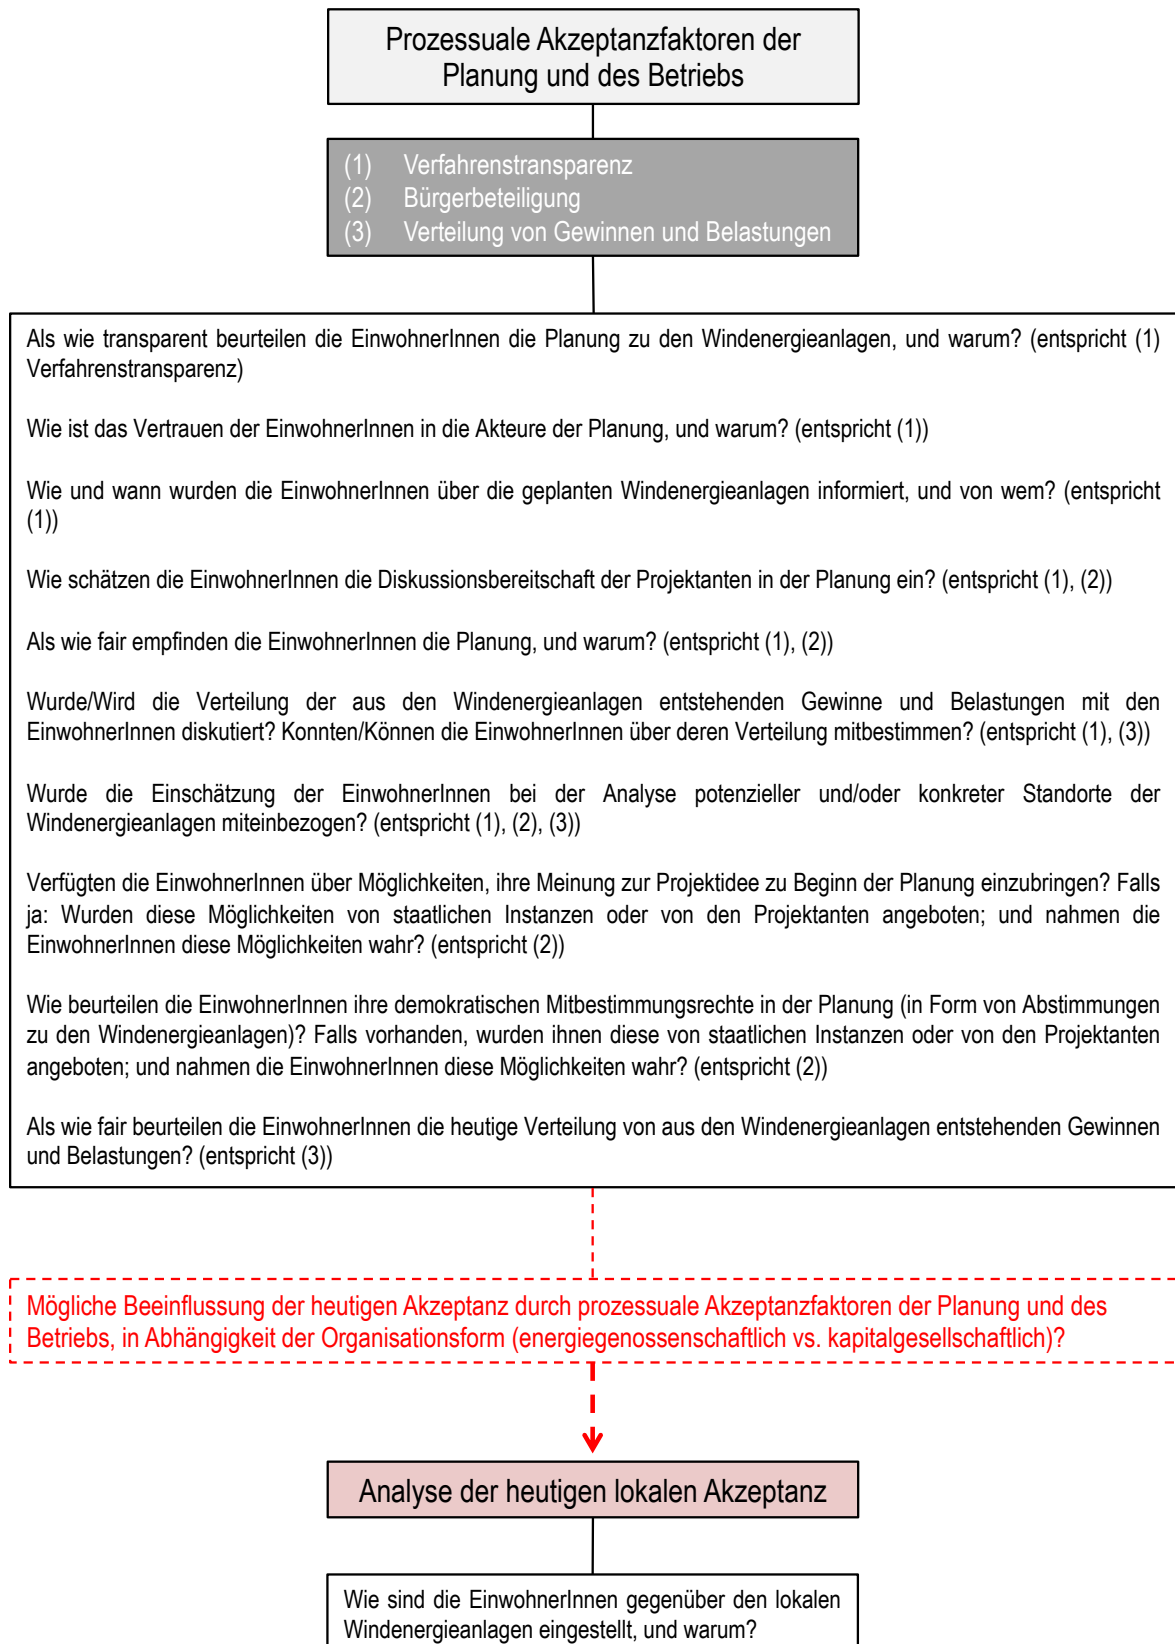 Prozessuale Akzeptanzfaktoren der
Planung und des Betriebs
(1) Verfahrenstransparenz
(2) Bürgerbeteiligung
(3) Verteilung von Gewinnen und Belastungen
Als wie transparent beurteilen die EinwohnerInnen die Planung zu den Windenergieanlagen, und warum? (entspricht (1)
Verfahrenstransparenz)
Wie ist das Vertrauen der EinwohnerInnen in die Akteure der Planung, und warum? (entspricht (1))
Wie und wann wurden die EinwohnerInnen über die geplanten Windenergieanlagen informiert, und von wem? (entspricht
(1))
Wie schätzen die EinwohnerInnen die Diskussionsbereitschaft der Projektanten in der Planung ein? (entspricht (1), (2))
Als wie fair empfinden die EinwohnerInnen die Planung, und warum? (entspricht (1), (2))
Wurde/Wird die Verteilung der aus den Windenergieanlagen entstehenden Gewinne und Belastungen mit den
EinwohnerInnen diskutiert? Konnten/Können die EinwohnerInnen über deren Verteilung mitbestimmen? (entspricht (1), (3))
Wurde die Einschätzung der EinwohnerInnen bei der Analyse potenzieller und/oder konkreter Standorte der
Windenergieanlagen miteinbezogen? (entspricht (1), (2), (3))
Verfügten die EinwohnerInnen über Möglichkeiten, ihre Meinung zur Projektidee zu Beginn der Planung einzubringen? Falls
ja: Wurden diese Möglichkeiten von staatlichen Instanzen oder von den Projektanten angeboten; und nahmen die
EinwohnerInnen diese Möglichkeiten wahr? (entspricht (2))
Wie beurteilen die EinwohnerInnen ihre demokratischen Mitbestimmungsrechte in der Planung (in Form von Abstimmungen
zu den Windenergieanlagen)? Falls vorhanden, wurden ihnen diese von staatlichen Instanzen oder von den Projektanten
angeboten; und nahmen die EinwohnerInnen diese Möglichkeiten wahr? (entspricht (2))
Als wie fair beurteilen die EinwohnerInnen die heutige Verteilung von aus den Windenergieanlagen entstehenden Gewinnen
und Belastungen? (entspricht (3))
Mögliche Beeinflussung der heutigen Akzeptanz durch prozessuale Akzeptanzfaktoren der Planung und des
Betriebs, in Abhängigkeit der Organisationsform (energiegenossenschaftlich vs. kapitalgesellschaftlich)?
Analyse der heutigen lokalen Akzeptanz
Wie sind die EinwohnerInnen gegenüber den lokalen
Windenergieanlagen eingestellt, und warum?